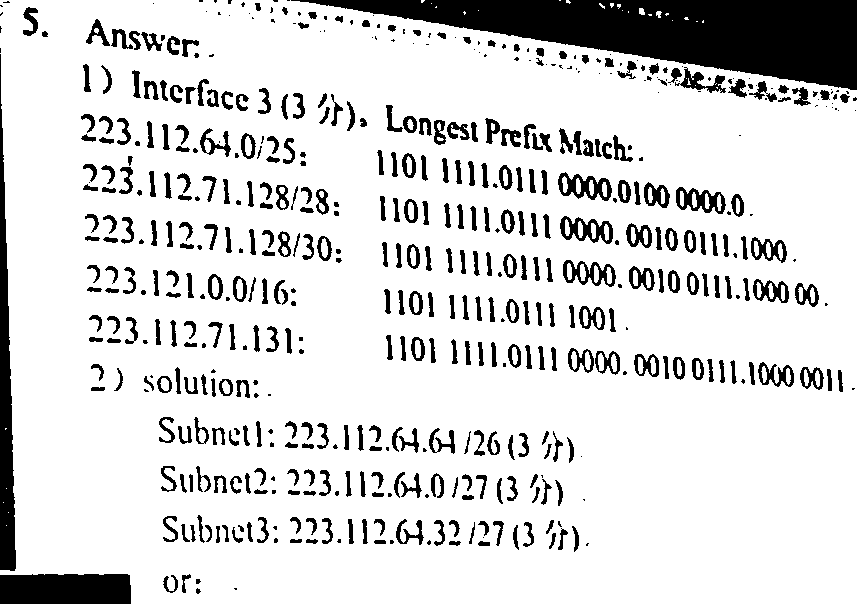 5. Answer:
1) Interface 3 (3 分)。 Longest Prefix Match:
223.112.64.0/25: 1101 1111.0111 0000.0100 0000.0
223.112.71.128/28: 1101 1111.0111 0000. 0010 0111.1000
223.112.71.128/30: 1101 1111.0111 0000. 0010 0111.1000 00
223.121.0.0/16: 1101 1111.0111 1001
223.112.71.131: 1101 1111.0111 0000. 0010 0111.1000 0011
2) solution:
Subnet1: 223.112.64.64 /26 (3 分)
Subnet2: 223.112.64.0 /27 (3 分)
Subnet3: 223.112.64.32 /27 (3 分)
or: